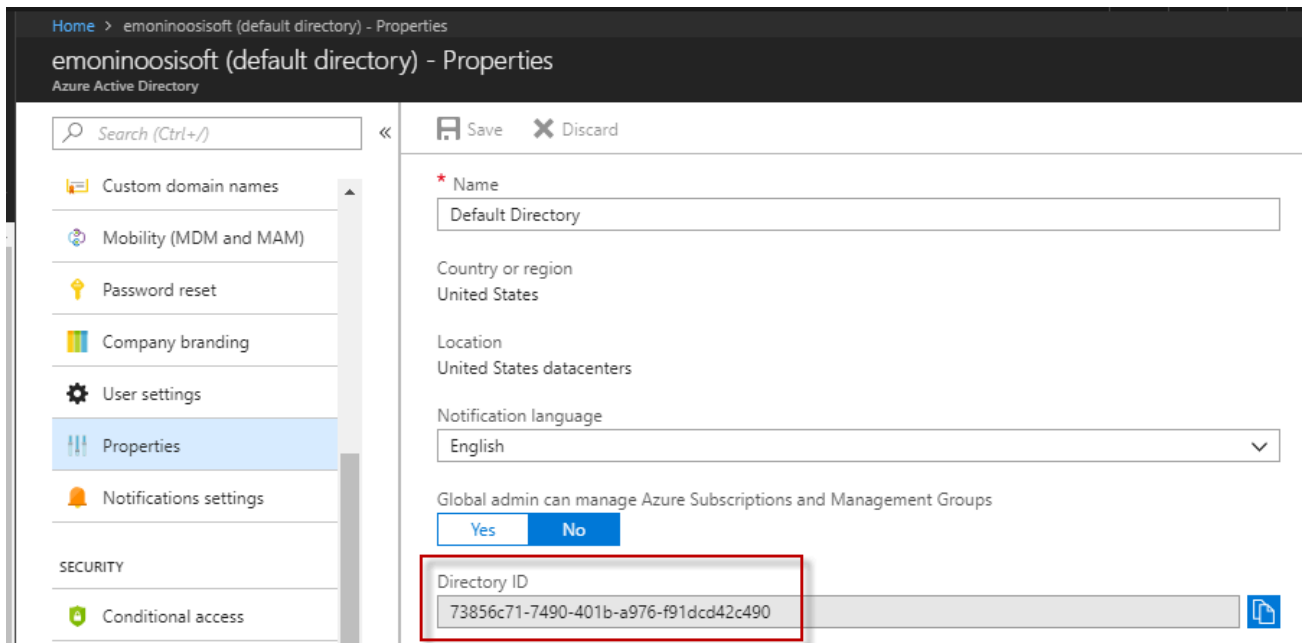 Home > emoninoosisoft (default directory) - Properties
emoninoosisoft (default directory) - Properties
Azure Active Directory
Search (Ctrl+/)
«
Custom domain names
Mobility (MDM and MAM)
Password reset
Company branding
User settings
Properties
Notifications settings
SECURITY
Conditional access
Save Discard
* Name
Default Directory
Country or region
United States
Location
United States datacenters
Notification language
English
Global admin can manage Azure Subscriptions and Management Groups
Yes No
Directory ID
73856c71-7490-401b-a976-f91dcd42c490